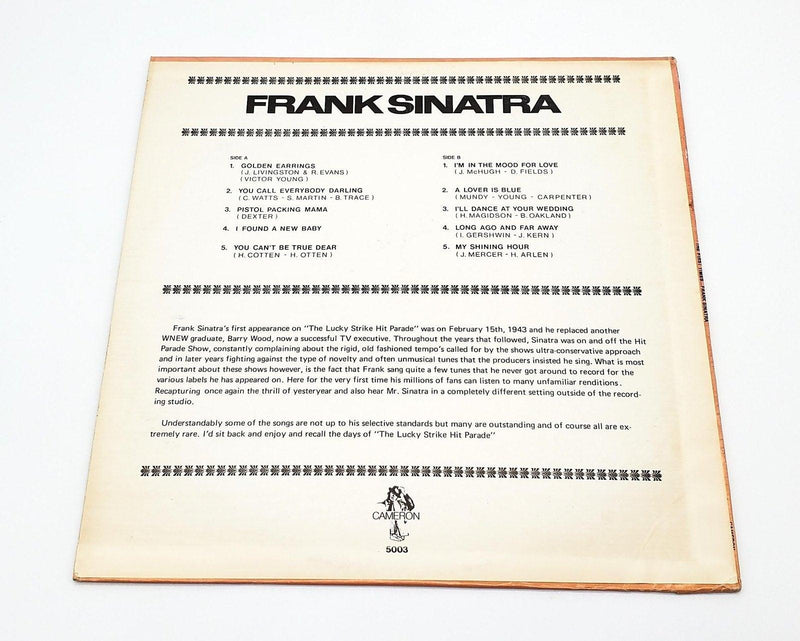 FRANK SINATRA
SIDE A
1. GOLDEN EARRINGS
(J. LIVINGSTON & R. EVANS)
(VICTOR YOUNG)
2. YOU CALL EVERYBODY DARLING
(C. WATTS - S. MARTIN - B. TRACE)
3. PISTOL PACKING MAMA
(DEXTER)
4. I FOUND A NEW BABY
5. YOU CAN'T BE TRUE DEAR
(H. COTTEN - H. OTTEN)
SIDE B
1. I'M IN THE MOOD FOR LOVE
(J. McHUGH - D. FIELDS)
2. A LOVER IS BLUE
(MUNDY - YOUNG - CARPENTER)
3. I'LL DANCE AT YOUR WEDDING
(H. MAGIDSON - B. OAKLAND)
4. LONG AGO AND FAR AWAY
(I. GERSHWIN - J. KERN)
5. MY SHINING HOUR
(J. MERCER - H. ARLEN)
Frank Sinatra's first appearance on "The Lucky Strike Hit Parade" was on February 15th, 1943 and he replaced another
WNEW graduate, Barry Wood, now a successful TV executive. Throughout the years that followed, Sinatra was on and off the Hit
Parade Show, constantly complaining about the rigid, old fashioned tempo's called for by the shows ultra-conservative approach
and in later years fighting against the type of novelty and often unmusical tunes that the producers insisted he sing. What is most
important about these shows however, is the fact that Frank sang quite a few tunes that he never got around to record for the
various labels he has appeared on. Here for the very first time his millions of fans can listen to many unfamiliar renditions.
Recapturing once again the thrill of yesteryear and also hear Mr. Sinatra in a completely different setting outside of the record-
ing studio.
Understandably some of the songs are not up to his selective standards but many are outstanding and of course all are ex-
tremely rare. I'd sit back and enjoy and recall the days of "The Lucky Strike Hit Parade"
CAMERON
5003
FRANK SINATRA